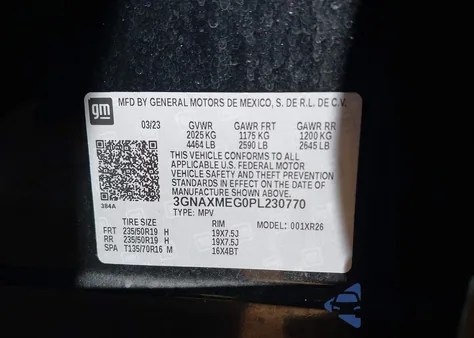 gm
MFD BY GENERAL MOTORS DE MEXICO, S. DE R.L. DE C.V.
03/23 GVWR GAWR FRT GAWR RR
2025 KG 1175 KG 1200 KG
4464 LB 2590 LB 2645 LB
THIS VEHICLE CONFORMS TO ALL
APPLICABLE U.S. FEDERAL MOTOR
VEHICLE SAFETY AND THEFT PREVENTION
STANDARDS IN EFFECT ON THE DATE OF
MANUFACTURE SHOWN ABOVE.
394A
3GNAXMEG0PL230770
TYPE: MPV
TIRE SIZE RIM MODEL: 001XR26
FRT 235/50R19 H 19X7.5J
RR 235/50R19 H 19X7.5J
SPA T135/70R16 M 16X4BT